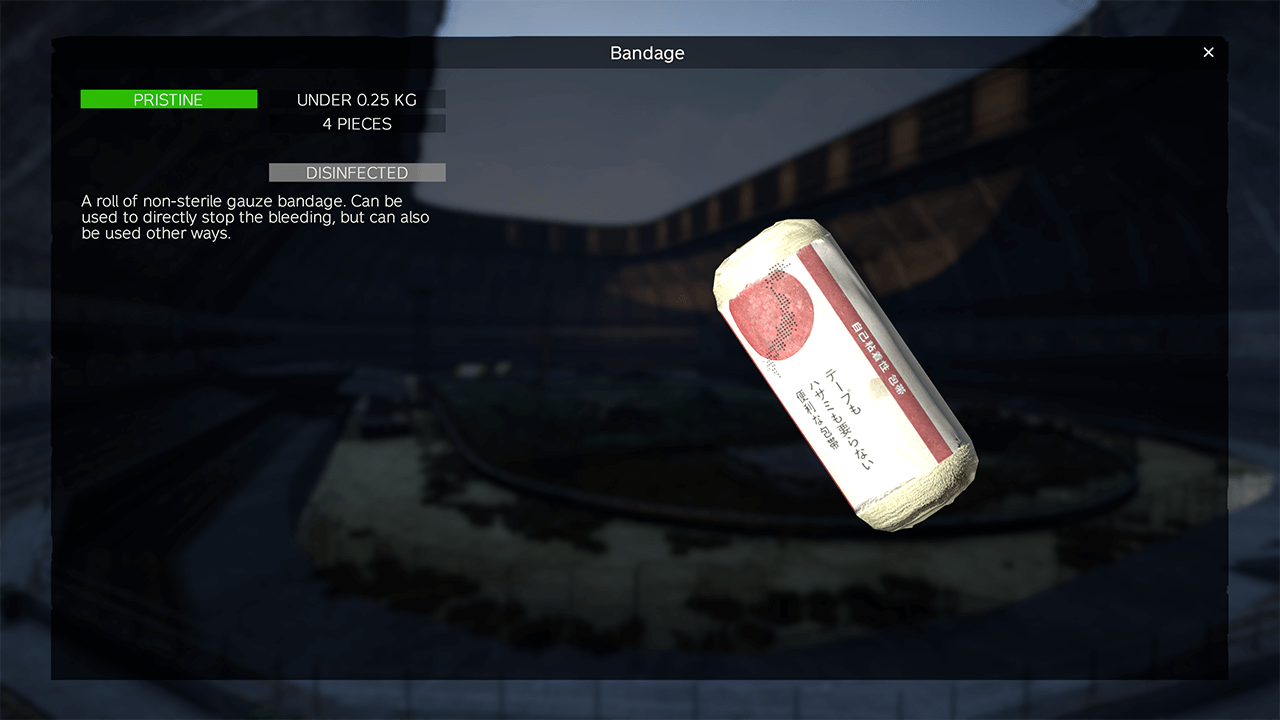 Bandage
PRISTINE
UNDER 0.25 KG
4 PIECES
DISINFECTED
A roll of non-sterile gauze bandage. Can be
used to directly stop the bleeding, but can also
be used other ways.
自己粘着性 包帯
テープも
ハサミも要らない
便利な包帯